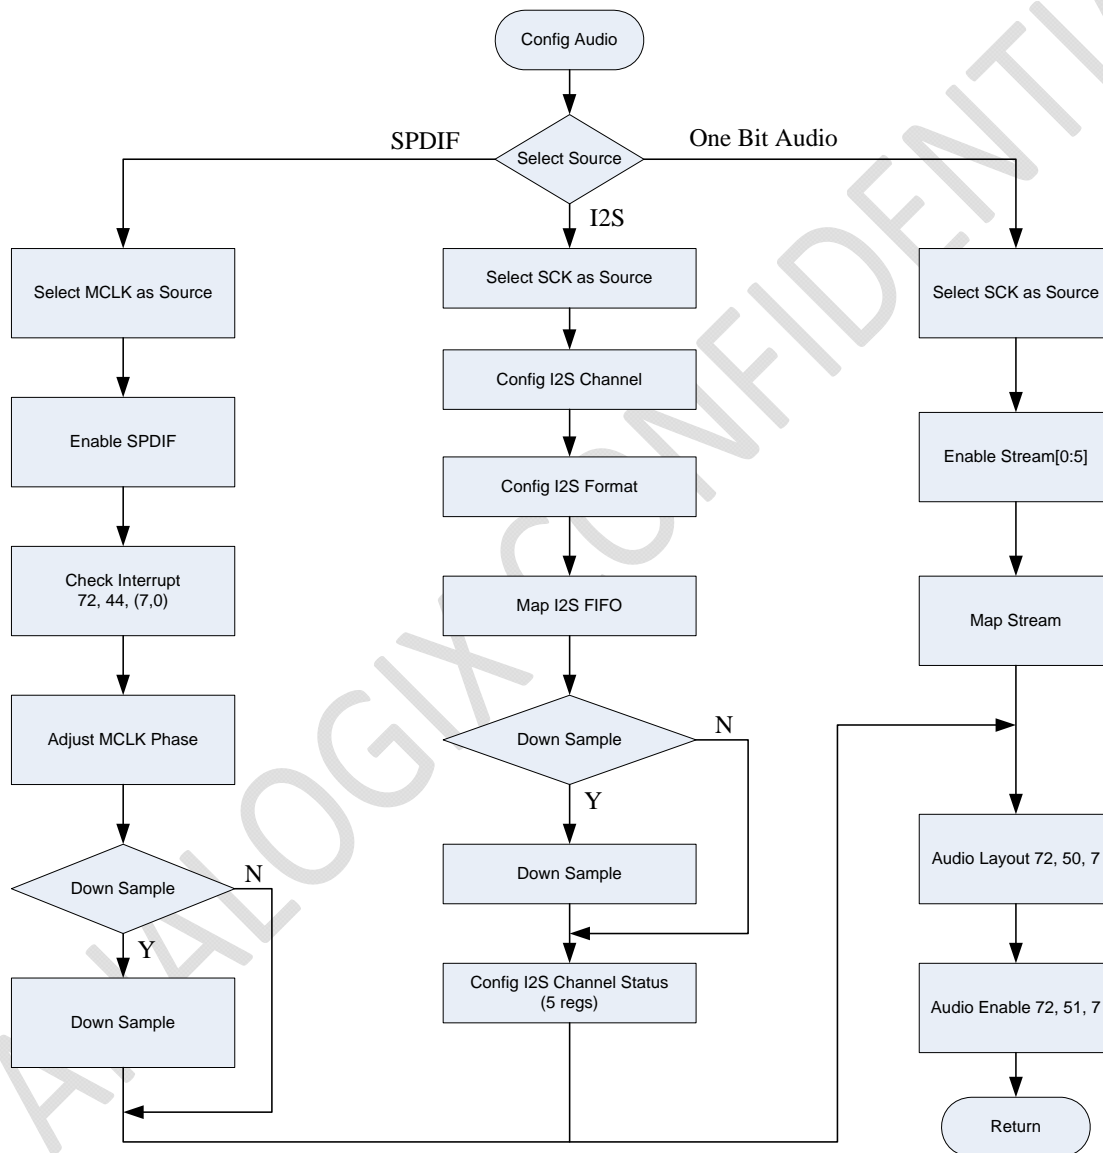 Config Audio
Select Source
SPDIF
One Bit Audio
I2S
Select MCLK as Source
Enable SPDIF
Check Interrupt
72, 44, (7,0)
Adjust MCLK Phase
Down Sample
N
Y
Down Sample
Select SCK as Source
Config I2S Channel
Config I2S Format
Map I2S FIFO
Down Sample
N
Y
Down Sample
Config I2S Channel Status
(5 regs)
Select SCK as Source
Enable Stream[0:5]
Map Stream
Audio Layout 72, 50, 7
Audio Enable 72, 51, 7
Return
ANALOGIX CONFIDENTIA